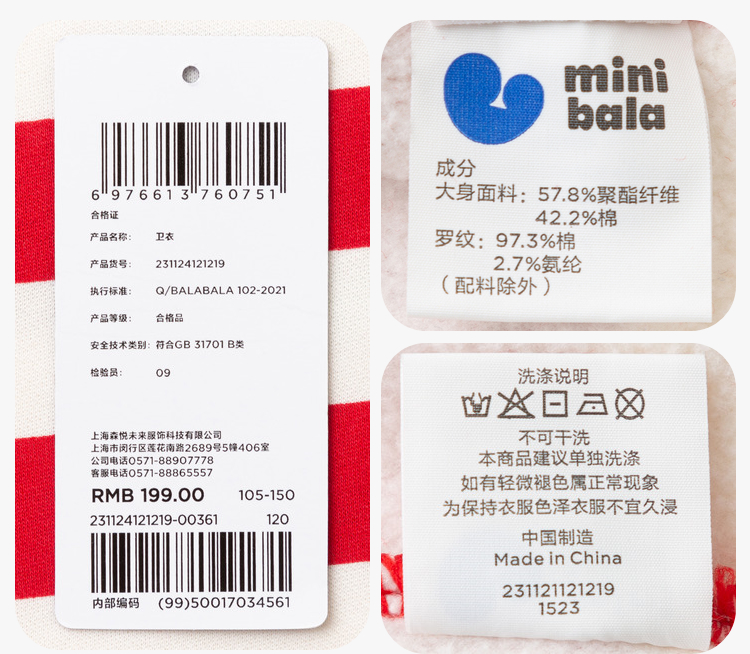 6 976613 760751
合格证
产品名称: 卫衣
产品货号: 231124121219
执行标准: Q/BALABALA 102-2021
产品等级: 合格品
安全技术类别: 符合GB 31701 B类
检验员: 09
上海森悦未来服饰科技有限公司
上海市闵行区莲花南路2689号5幢406室
公司电话0571-88907778
客服电话0571-88865557
RMB 199.00 105-150
231124121219-00361 120
内部编码 (99)50017034561
mini
bala
成分
大身面料: 57.8%聚酯纤维
42.2%棉
罗纹: 97.3%棉
2.7%氨纶
(配料除外)
洗涤说明
不可干洗
本商品建议单独洗涤
如有轻微褪色属正常现象
为保持衣服色泽衣服不宜久浸
中国制造
Made in China
231121121219
1523